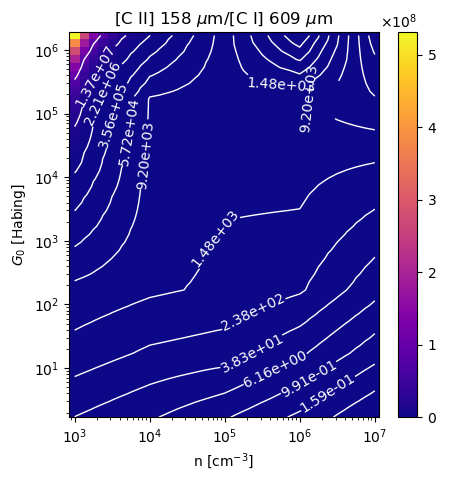 [C II] 158 μm/[C I] 609 μm
×10⁸
10⁶
10⁵
10⁴
10³
10²
10¹
G₀ [Habing]
1.37e+07
2.21e+06
3.56e+05
5.72e+04
9.20e+03
9.20e+03
1.48e+03
2.38e+02
3.83e+01
6.16e+00
9.91e-01
1.59e-01
10³
10⁴
10⁵
10⁶
10⁷
n [cm⁻³]
5
4
3
2
1
0